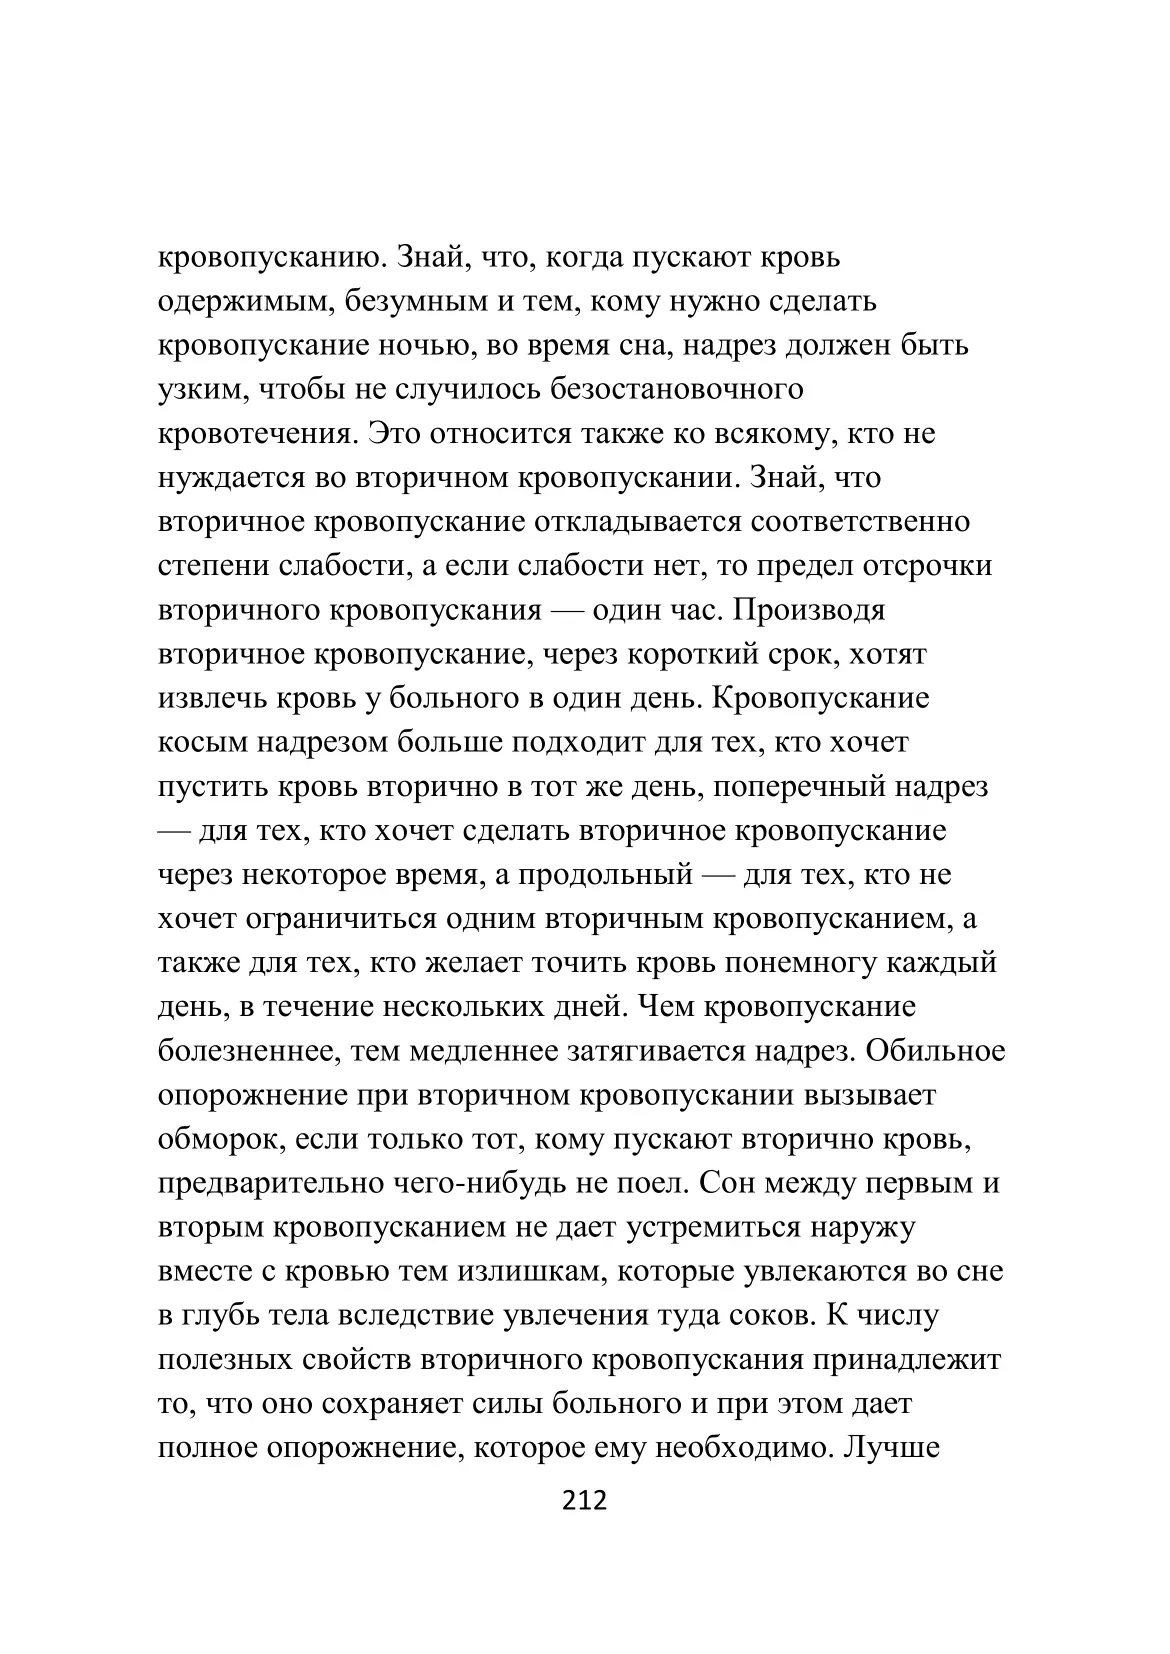 кровопусканию. Знай, что, когда пускают кровь
одержимым, безумным и тем, кому нужно сделать
кровопускание ночью, во время сна, надрез должен быть
узким, чтобы не случилось безостановочного
кровотечения. Это относится также ко всякому, кто не
нуждается во вторичном кровопускании. Знай, что
вторичное кровопускание откладывается соответственно
степени слабости, а если слабости нет, то предел отсрочки
вторичного кровопускания — один час. Производя
вторичное кровопускание, через короткий срок, хотят
извлечь кровь у больного в один день. Кровопускание
косым надрезом больше подходит для тех, кто хочет
пустить кровь вторично в тот же день, поперечный надрез
— для тех, кто хочет сделать вторичное кровопускание
через некоторое время, а продольный — для тех, кто не
хочет ограничиться одним вторичным кровопусканием, а
также для тех, кто желает точить кровь понемногу каждый
день, в течение нескольких дней. Чем кровопускание
болезненнее, тем медленнее затягивается надрез. Обильное
опорожнение при вторичном кровопускании вызывает
обморок, если только тот, кому пускают вторично кровь,
предварительно чего-нибудь не поел. Сон между первым и
вторым кровопусканием не дает устремиться наружу
вместе с кровью тем излишкам, которые увлекаются во сне
в глубь тела вследствие увлечения туда соков. К числу
полезных свойств вторичного кровопускания принадлежит
то, что оно сохраняет силы больного и при этом дает
полное опорожнение, которое ему необходимо. Лучше
212